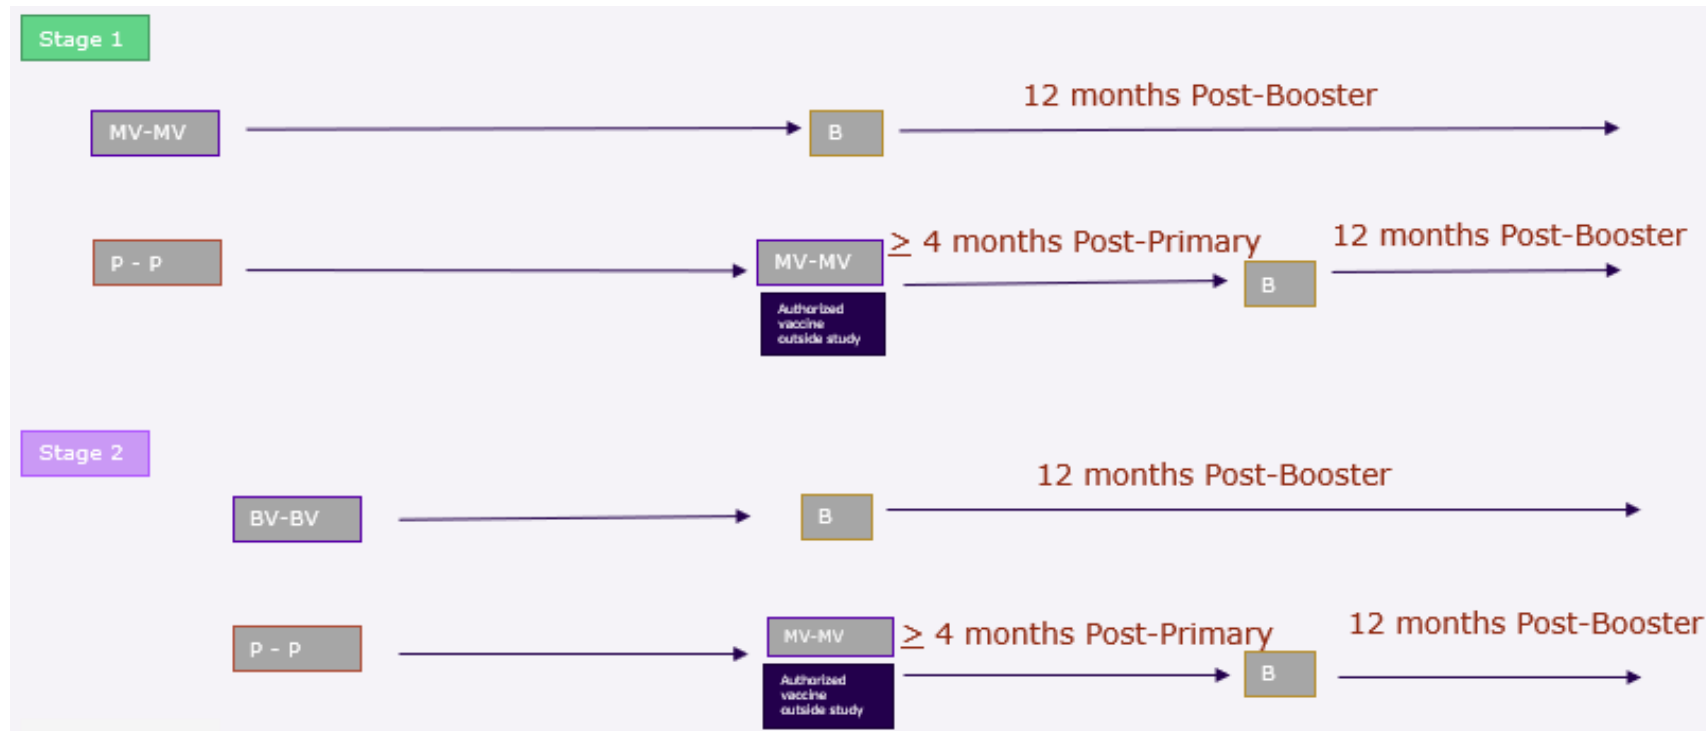 Stage 1
12 months Post-Booster
MV-MV
B
≥ 4 months Post-Primary
12 months Post-Booster
P - P
MV-MV
B
Authorized
vaccine
outside study
Stage 2
12 months Post-Booster
BV-BV
B
≥ 4 months Post-Primary
12 months Post-Booster
P - P
MV-MV
B
Authorized
vaccine
outside study